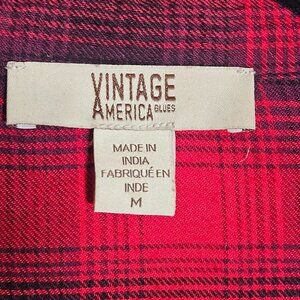 VINTAGE
AMERICA BLUES
MADE IN
INDIA
FABRIQUÉ EN
INDE
M